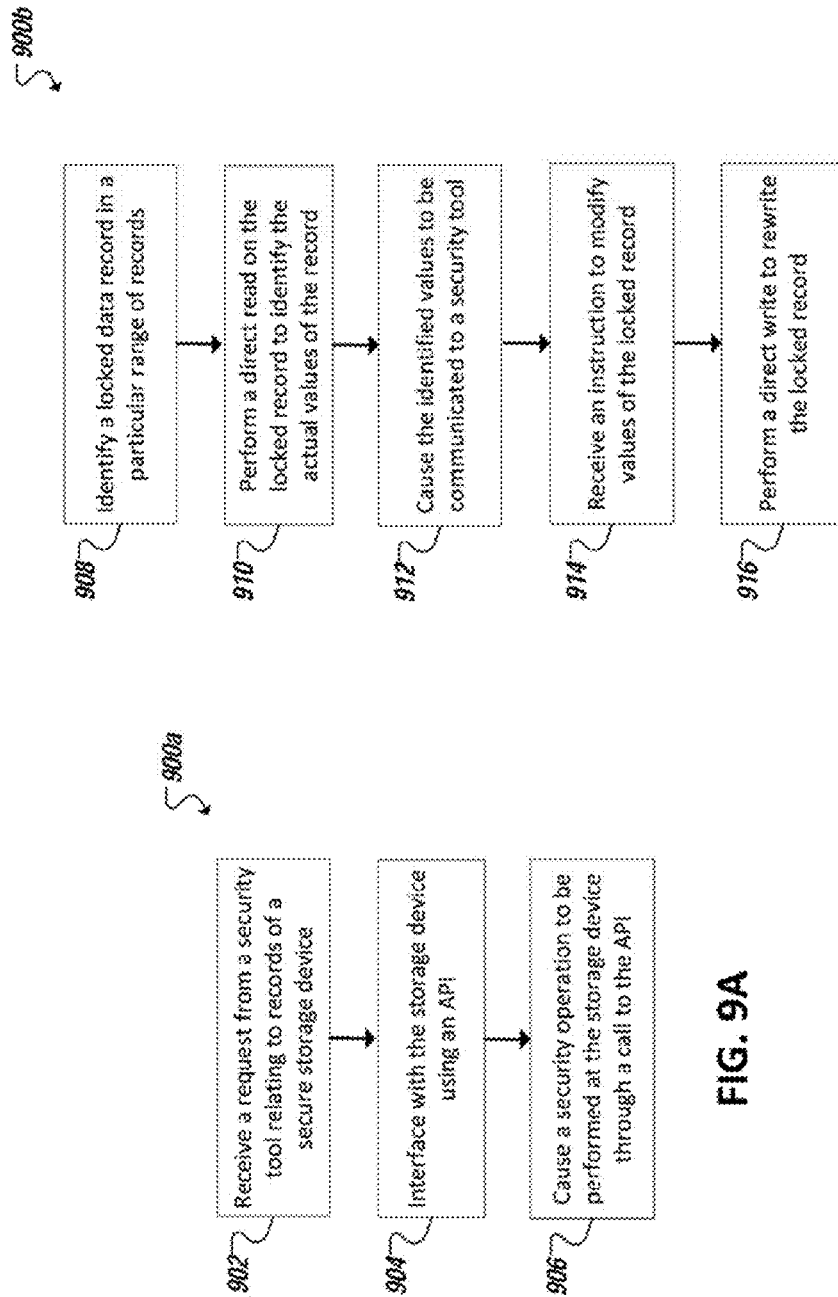 900a
902
Receive a request from a security
tool relating to records of a
secure storage device
904
Interface with the storage device
using an API
906
Cause a security operation to be
performed at the storage device
through a call to the API
FIG. 9A
900b
908
Identify a locked data record in a
particular range of records
910
Perform a direct read on the
locked record to identify the
actual values of the record
912
Cause the identified values to be
communicated to a security tool
914
Receive an instruction to modify
values of the locked record
916
Perform a direct write to rewrite
the locked record